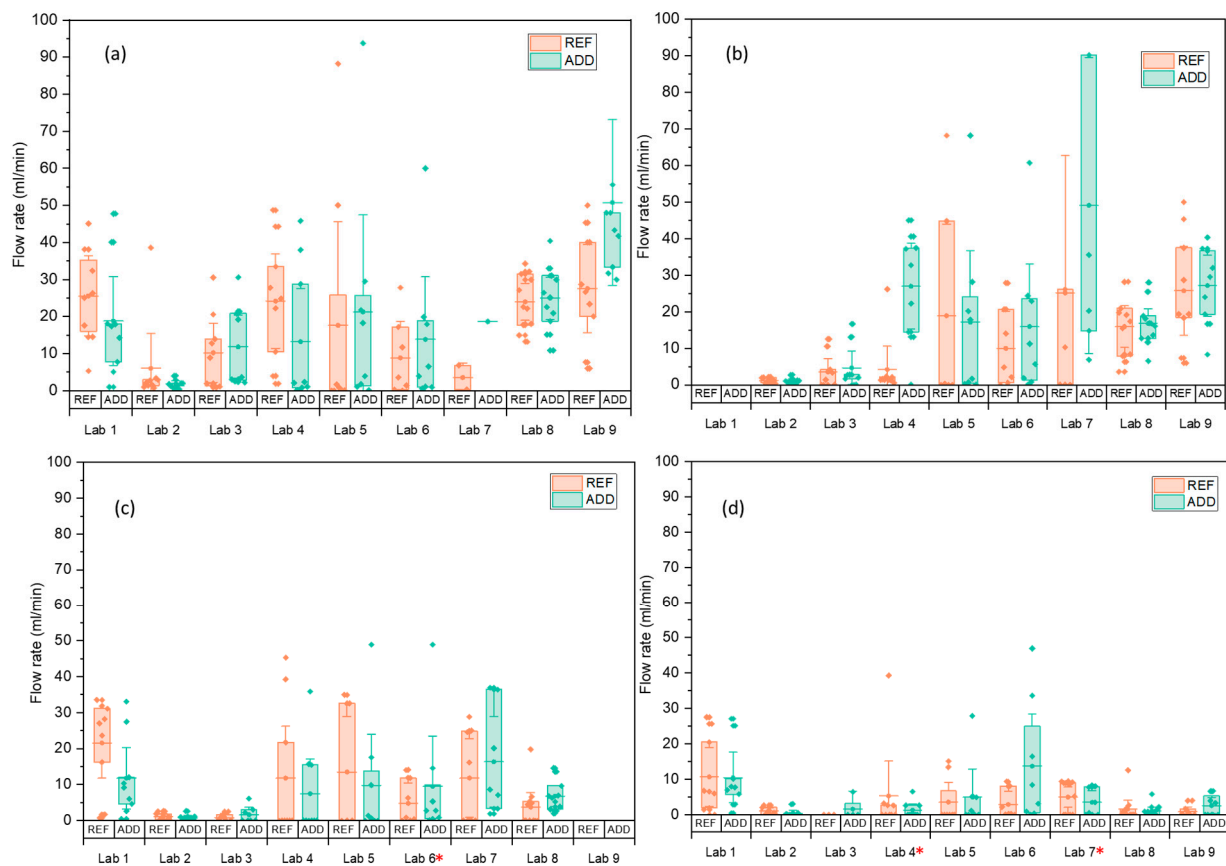 (a)
REF
ADD
Flow rate (ml/min)
100
90
80
70
60
50
40
30
20
10
0
REF ADD REF ADD REF ADD REF ADD REF ADD REF ADD REF ADD REF ADD REF ADD
Lab 1 Lab 2 Lab 3 Lab 4 Lab 5 Lab 6 Lab 7 Lab 8 Lab 9
(b)
REF
ADD
Flow rate (ml/min)
100
90
80
70
60
50
40
30
20
10
0
REF ADD REF ADD REF ADD REF ADD REF ADD REF ADD REF ADD REF ADD REF ADD
Lab 1 Lab 2 Lab 3 Lab 4 Lab 5 Lab 6 Lab 7 Lab 8 Lab 9
(c)
REF
ADD
Flow rate (ml/min)
100
90
80
70
60
50
40
30
20
10
0
REF ADD REF ADD REF ADD REF ADD REF ADD REF ADD REF ADD REF ADD REF ADD
Lab 1 Lab 2 Lab 3 Lab 4 Lab 5 Lab 6* Lab 7 Lab 8 Lab 9
(d)
REF
ADD
Flow rate (ml/min)
100
90
80
70
60
50
40
30
20
10
0
REF ADD REF ADD REF ADD REF ADD REF ADD REF ADD REF ADD REF ADD REF ADD
Lab 1 Lab 2 Lab 3 Lab 4* Lab 5 Lab 6 Lab 7* Lab 8 Lab 9